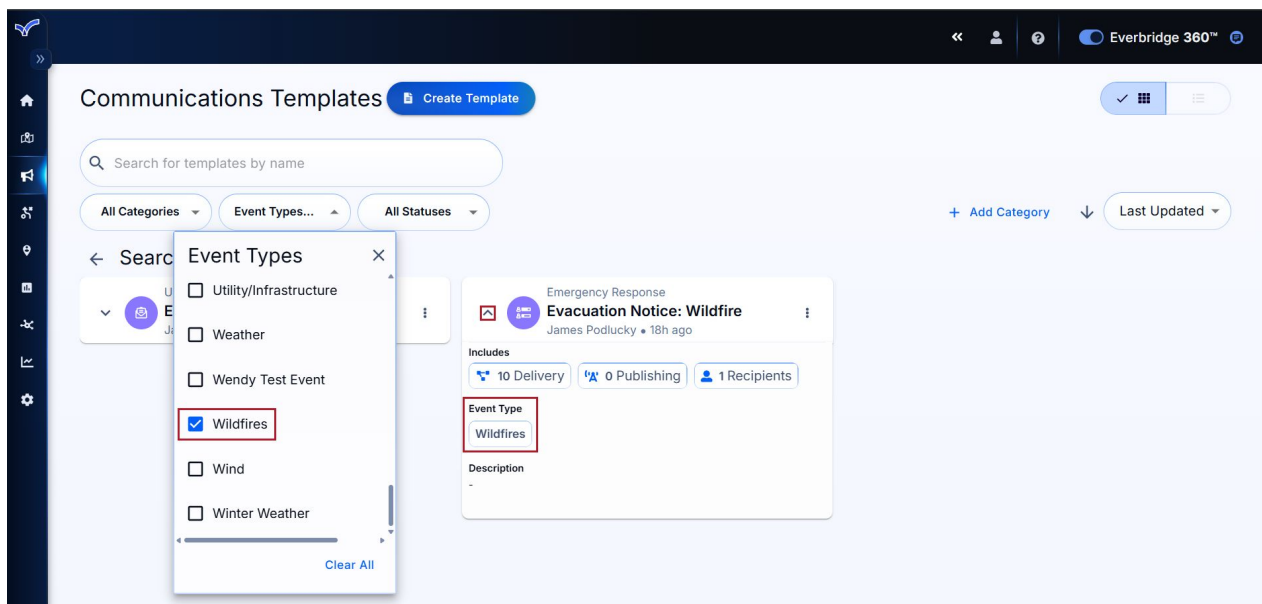 Everbridge 360™
Communications Templates
Create Template
Search for templates by name
All Categories
Event Types...
All Statuses
+ Add Category
Last Updated
Searc
Event Types
Utility/Infrastructure
Weather
Wendy Test Event
Wildfires
Wind
Winter Weather
Clear All
U
E
Ja
Emergency Response
Evacuation Notice: Wildfire
James Podlucky • 18h ago
Includes
10 Delivery
0 Publishing
1 Recipients
Event Type
Wildfires
Description
-